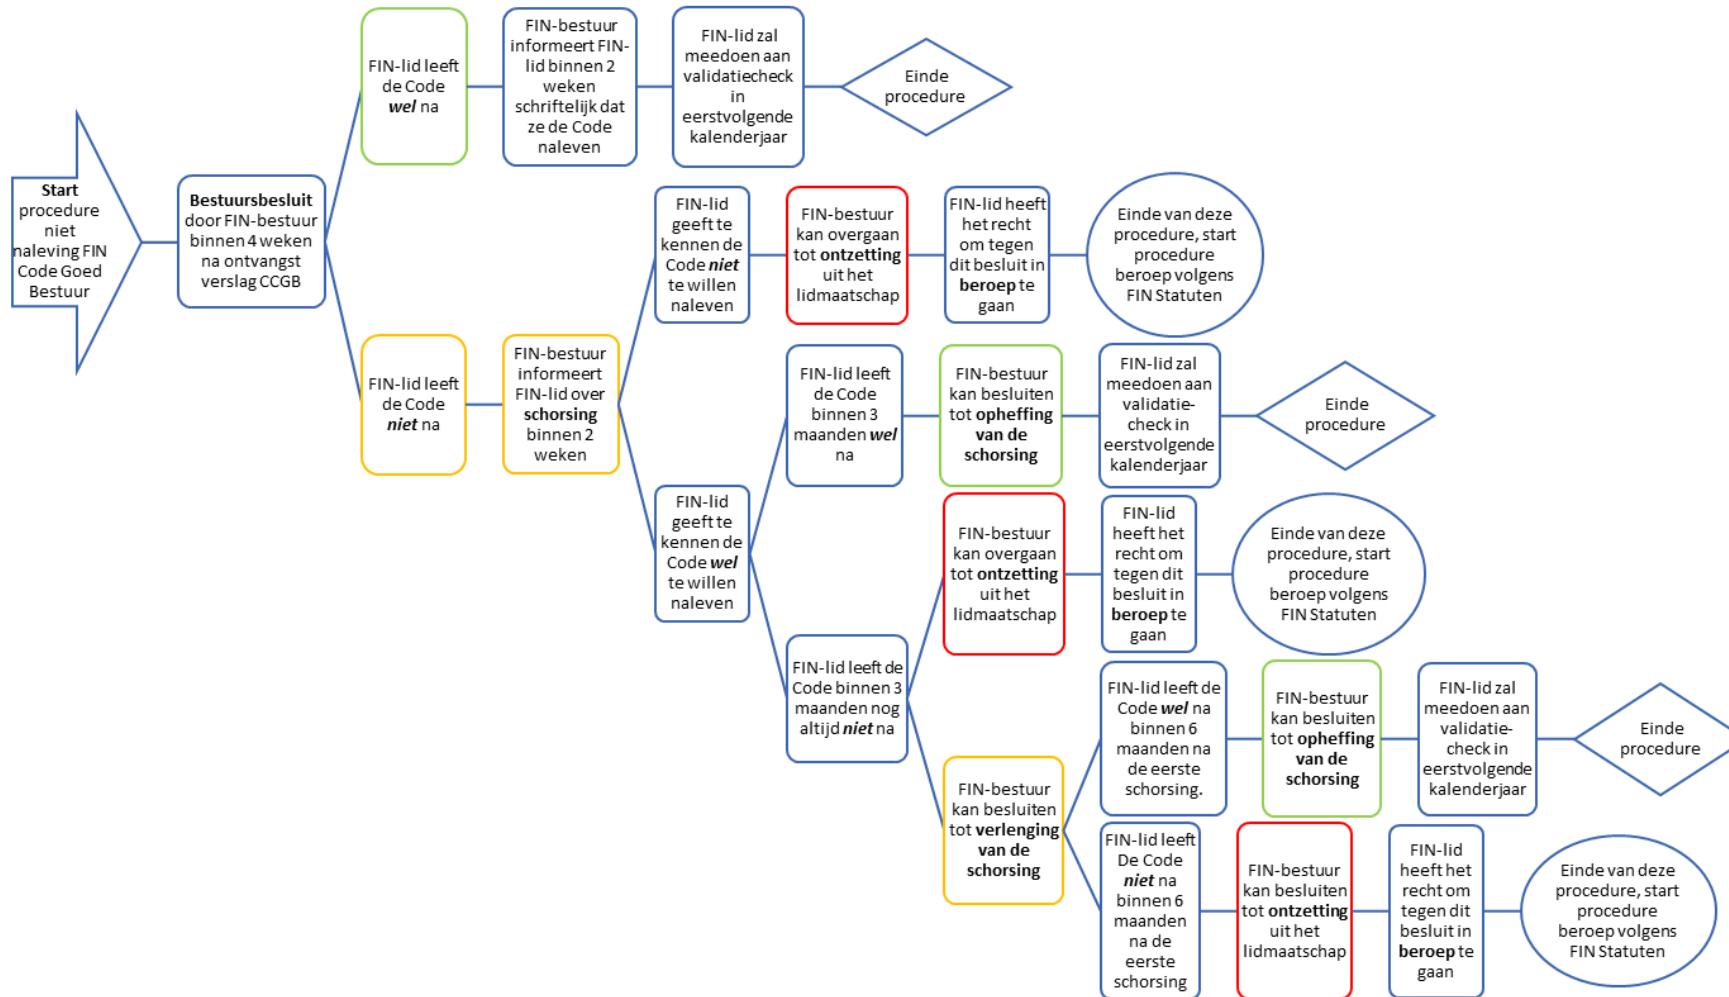 Start
procedure
niet
naleving FIN
Code Goed
Bestuur
Bestuursbesluit
door FIN-bestuur
binnen 4 weken
na ontvangst
verslag CCGB
FIN-lid leeft
de Code
wel na
FIN-bestuur
informeert FIN-
lid binnen 2
weken
schriftelijk dat
ze de Code
naleven
FIN-lid zal
meedoen aan
validatiecheck
in
eerstvolgende
kalenderjaar
Einde
procedure
FIN-lid leeft
de Code
niet na
FIN-bestuur
informeert
FIN-lid over
schorsing
binnen 2
weken
FIN-lid
geeft te
kennen de
Code niet
te willen
naleven
FIN-bestuur
kan overgaan
tot ontzetting
uit het
lidmaatschap
FIN-lid heeft
het recht
om tegen
dit besluit in
beroep te
gaan
Einde van deze
procedure, start
procedure
beroep volgens
FIN Statuten
FIN-lid
geeft te
kennen de
Code wel
te willen
naleven
FIN-lid leeft
de Code
binnen 3
maanden wel
na
FIN-bestuur
kan besluiten
tot opheffing
van de
schorsing
FIN-lid zal
meedoen aan
validatie-
check in
eerstvolgende
kalenderjaar
Einde
procedure
FIN-lid leeft de
Code binnen 3
maanden nog
altijd niet na
FIN-bestuur
kan overgaan
tot ontzetting
uit het
lidmaatschap
FIN-lid
heeft het
recht om
tegen dit
besluit in
beroep te
gaan
Einde van deze
procedure, start
procedure
beroep volgens
FIN Statuten
FIN-bestuur
kan besluiten
tot verlenging
van de
schorsing
FIN-lid leeft de
Code wel na
binnen 6
maanden na
de eerste
schorsing.
FIN-bestuur
kan besluiten
tot opheffing
van de
schorsing
FIN-lid zal
meedoen aan
validatie-
check in
eerstvolgende
kalenderjaar
Einde
procedure
FIN-lid leeft
De Code
niet na
binnen 6
maanden
na de
eerste
schorsing
FIN-bestuur
kan besluiten
tot ontzetting
uit het
lidmaatschap
FIN-lid
heeft het
recht om
tegen dit
besluit in
beroep te
gaan
Einde van deze
procedure, start
procedure
beroep volgens
FIN Statuten